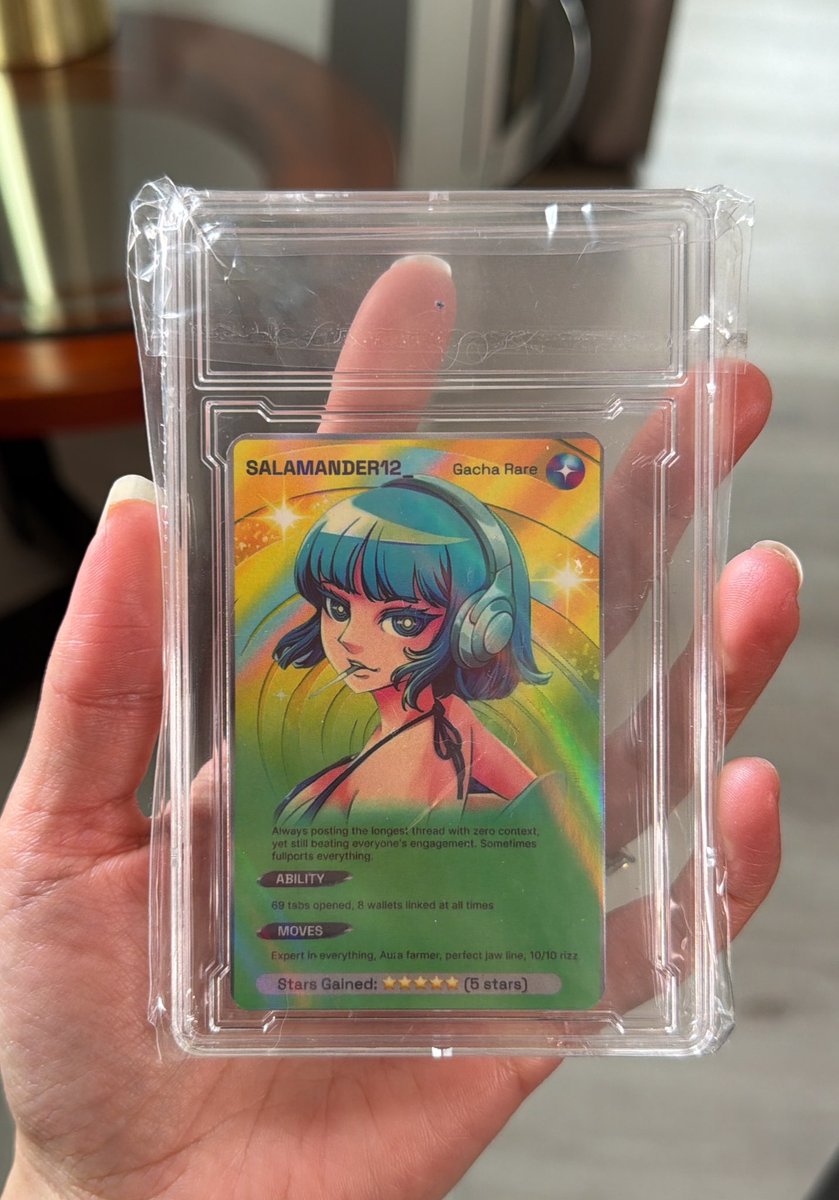 SALAMANDER12_ Gacha Rare
Always posting the longest thread with zero context,
yet still beating everyone's engagement. Sometimes
fullports everything.
ABILITY
69 tabs opened, 8 wallets linked at all times
MOVES
Expert in everything, Aura farmer, perfect jaw line, 10/10 rizz
Stars Gained: ⭐⭐⭐⭐⭐ (5 stars)